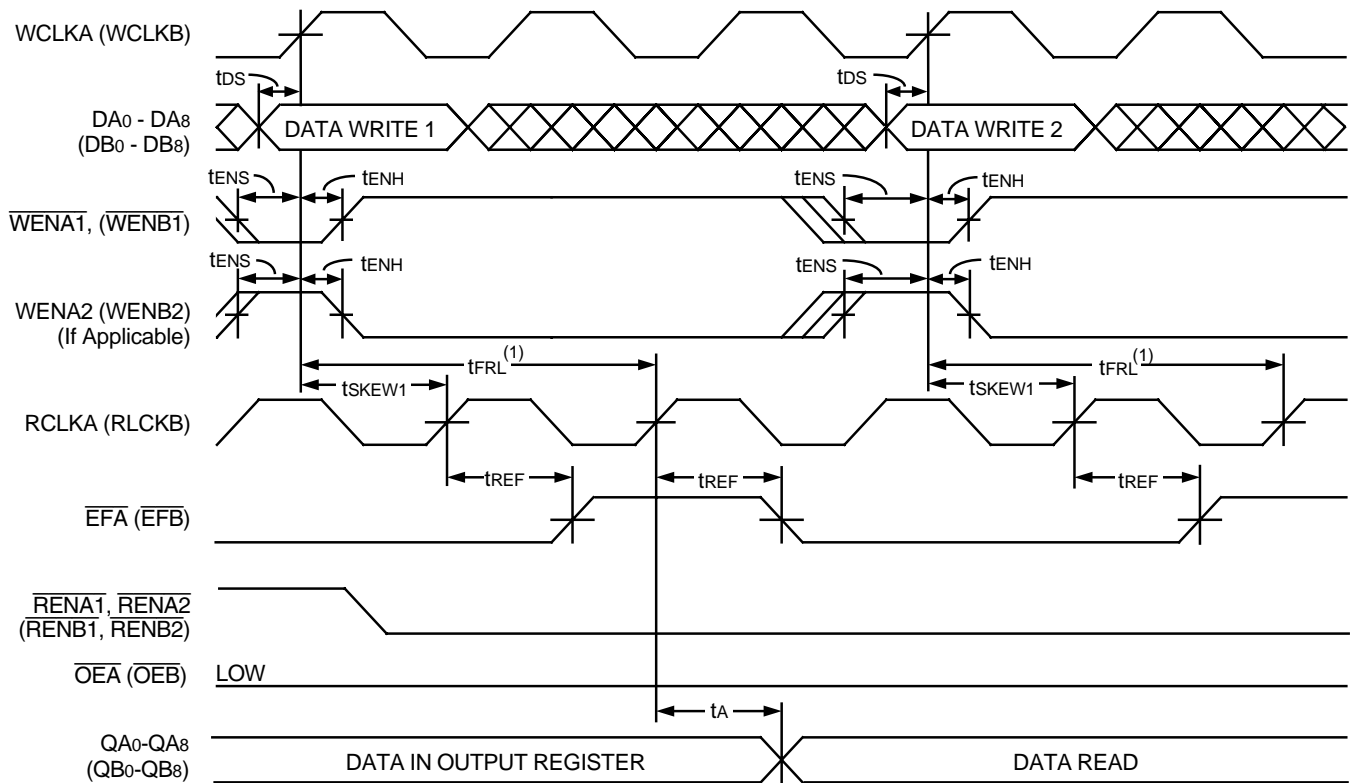 WCLKA (WCLKB)
tDS
tDS
DA0 - DA8
(DB0 - DB8)
DATA WRITE 1
DATA WRITE 2
tENS
tENH
tENS
tENH
WENA1, (WENB1)
tENS
tENH
tENS
tENH
WENA2 (WENB2)
(If Applicable)
tFRL(1)
tFRL(1)
tSKEW1
tSKEW1
RCLKA (RLCKB)
tREF
tREF
tREF
EFA (EFB)
RENA1, RENA2
(RENB1, RENB2)
OEA (OEB)
LOW
tA
QA0-QA8
(QB0-QB8)
DATA IN OUTPUT REGISTER
DATA READ